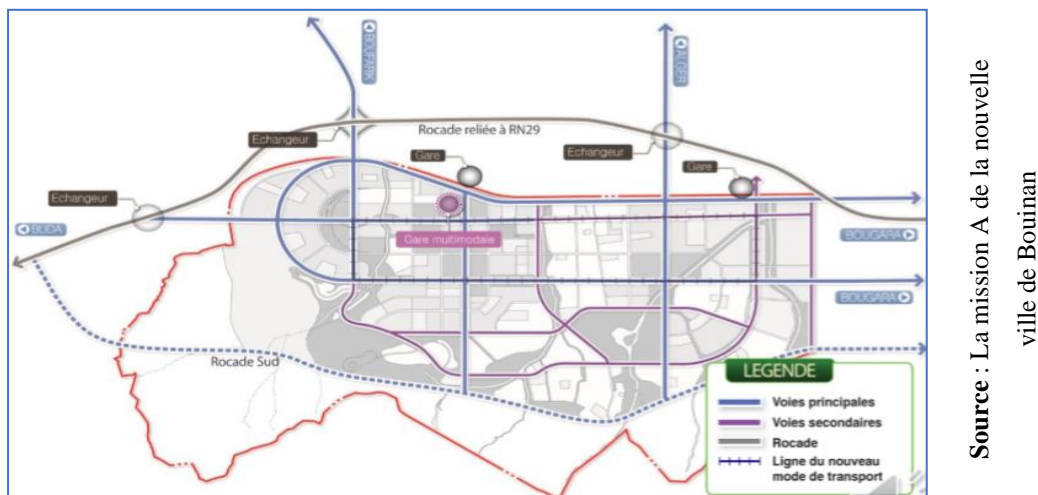 BOUFARIK
ALGER
Echangeur
Rocade reliée à RN29
Gare
Echangeur
Gare
Echangeur
BLIDA
Gare multimodale
BOUGARA
BOUGARA
Rocade Sud
LEGENDE
Voies principales
Voies secondaires
Rocade
Ligne du nouveau
mode de transport
Source : La mission A de la nouvelle
ville de Bouinan